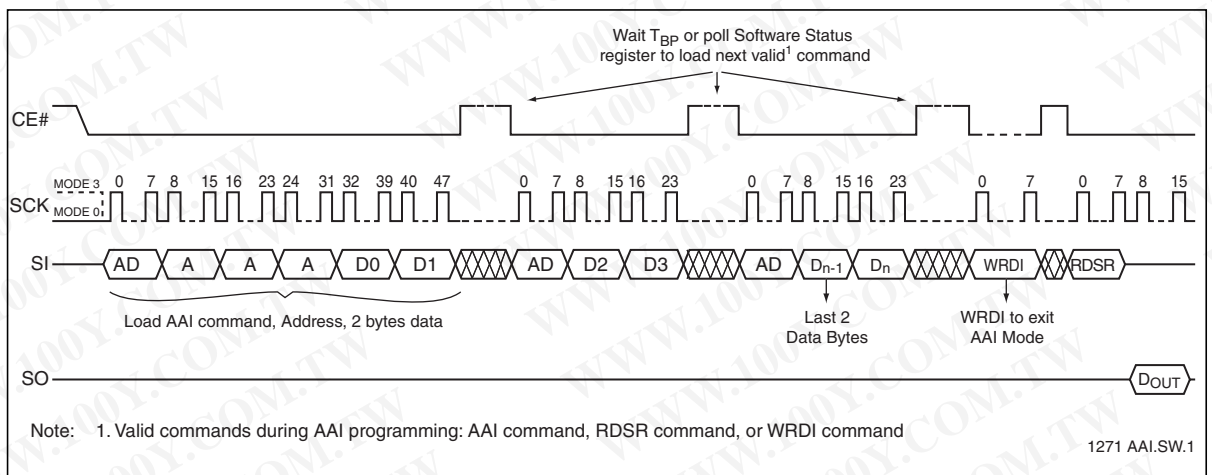 Wait TBP or poll Software Status
register to load next valid1 command
CE#
MODE 3
MODE 0
SCK
0 7 8 15 16 23 24 31 32 39 40 47 0 7 8 15 16 23 0 7 8 15 16 23 0 7 0 7 8 15
SI
AD A A A D0 D1 AD D2 D3 AD Dn-1 Dn WRDI RDSR
Load AAI command, Address, 2 bytes data
Last 2
Data Bytes
WRDI to exit
AAI Mode
SO
DOUT
Note: 1. Valid commands during AAI programming: AAI command, RDSR command, or WRDI command
1271 AAI.SW.1
WWW.100Y.COM.TW